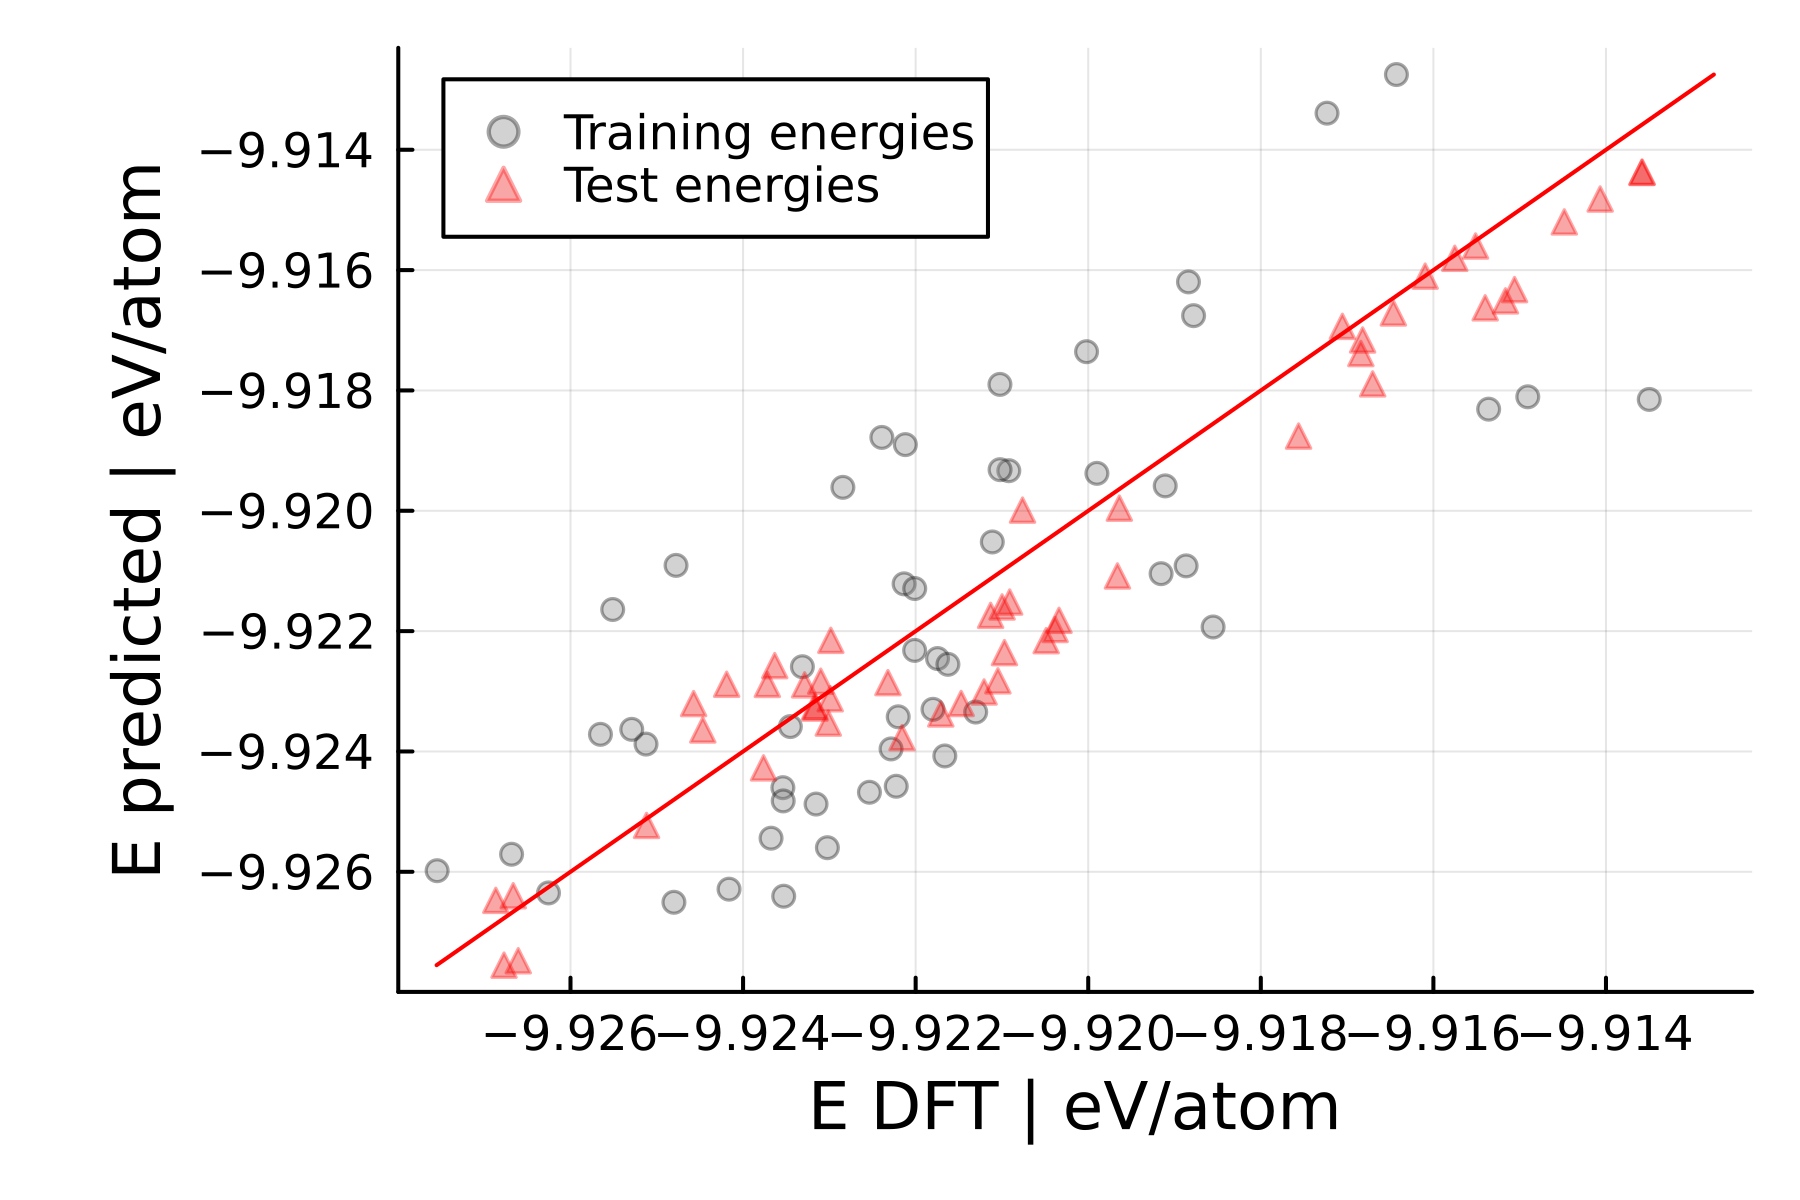 Training energies
Test energies
−9.914
−9.916
−9.918
−9.920
−9.922
−9.924
−9.926
E predicted | eV/atom
−9.926 −9.924 −9.922 −9.920 −9.918 −9.916 −9.914
E DFT | eV/atom